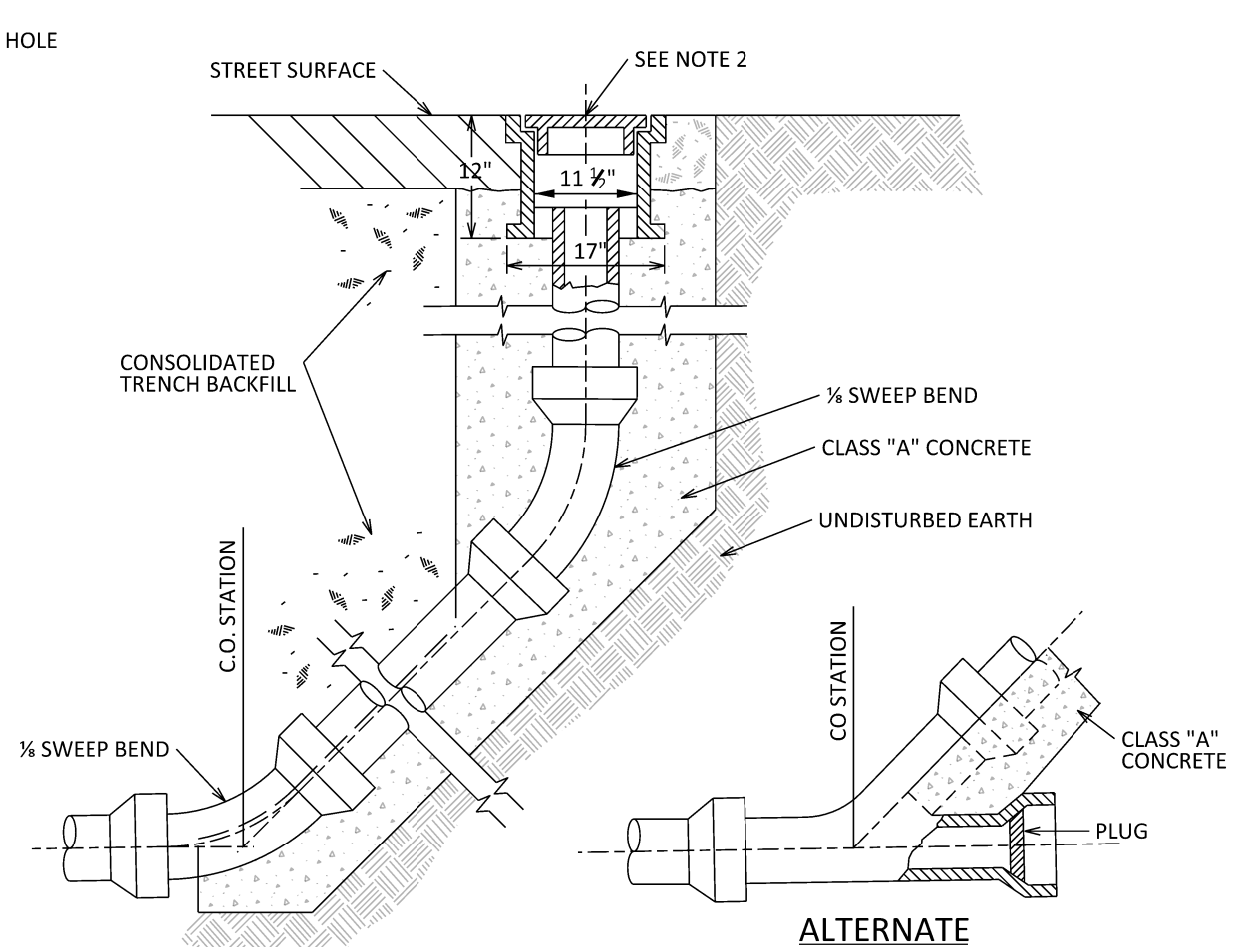 HOLE
STREET SURFACE
SEE NOTE 2
12"
11 ½"
17"
CONSOLIDATED
TRENCH BACKFILL
⅛ SWEEP BEND
CLASS "A" CONCRETE
UNDISTURBED EARTH
C.O. STATION
CO STATION
⅛ SWEEP BEND
CLASS "A"
CONCRETE
PLUG
ALTERNATE